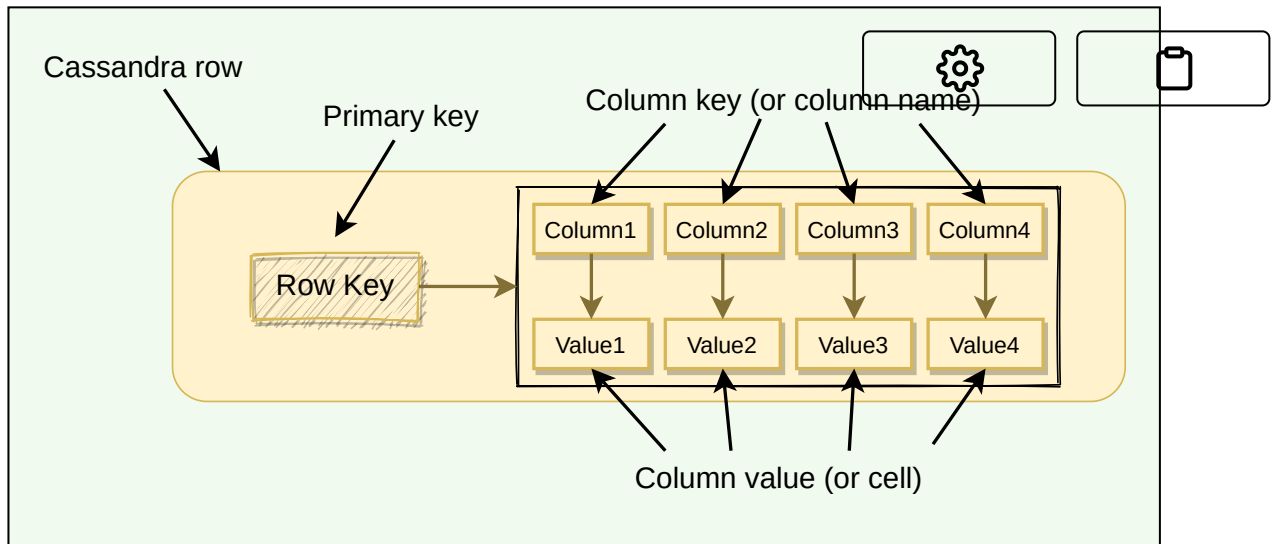 Cassandra row
Primary key
Column key (or column name)
Column1 Column2 Column3 Column4
Row Key
Value1 Value2 Value3 Value4
Column value (or cell)